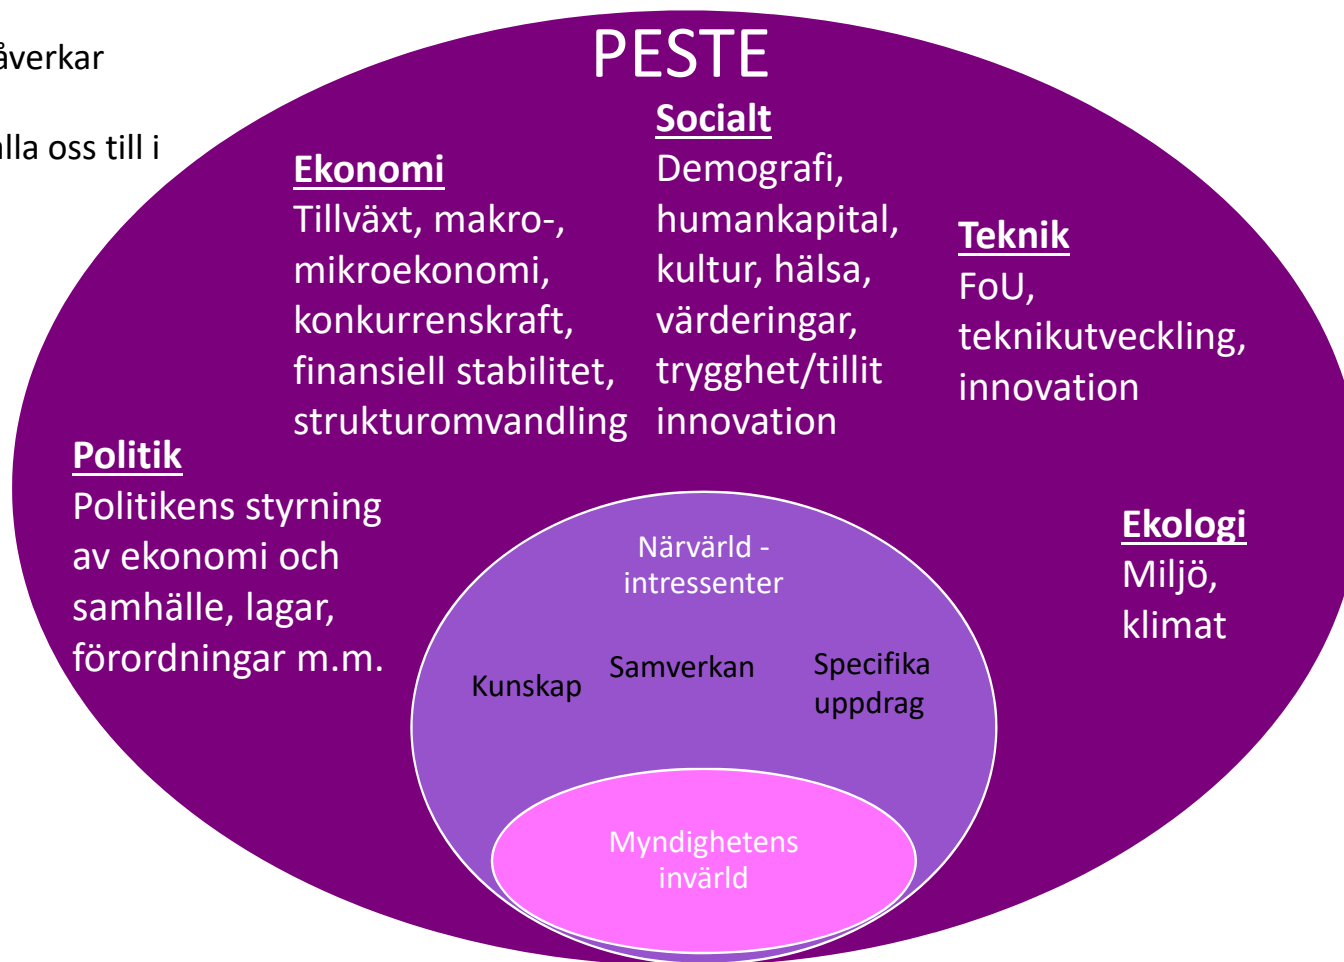 PESTE
åverkar
alla oss till i
Politik
Politikens styrning
av ekonomi och
samhälle, lagar,
förordningar m.m.
Ekonomi
Tillväxt, makro-,
mikroekonomi,
konkurrenskraft,
finansiell stabilitet,
strukturomvandling
Socialt
Demografi,
humankapital,
kultur, hälsa,
värderingar,
trygghet/tillit
innovation
Teknik
FoU,
teknikutveckling,
innovation
Ekologi
Miljö,
klimat
Närvärld -
intressenter
Kunskap
Samverkan
Specifika
uppdrag
Myndighetens
invärld